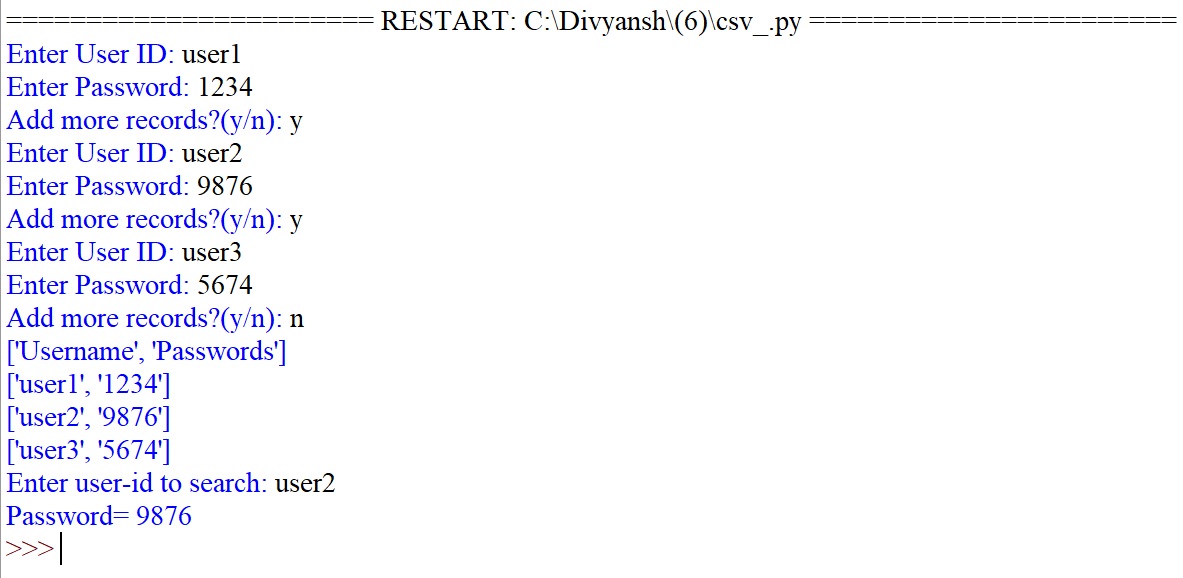 ======================= RESTART: C:\Divyansh\(6)\csv_.py =======================
Enter User ID: user1
Enter Password: 1234
Add more records?(y/n): y
Enter User ID: user2
Enter Password: 9876
Add more records?(y/n): y
Enter User ID: user3
Enter Password: 5674
Add more records?(y/n): n
['Username', 'Passwords']
['user1', '1234']
['user2', '9876']
['user3', '5674']
Enter user-id to search: user2
Password= 9876
>>>